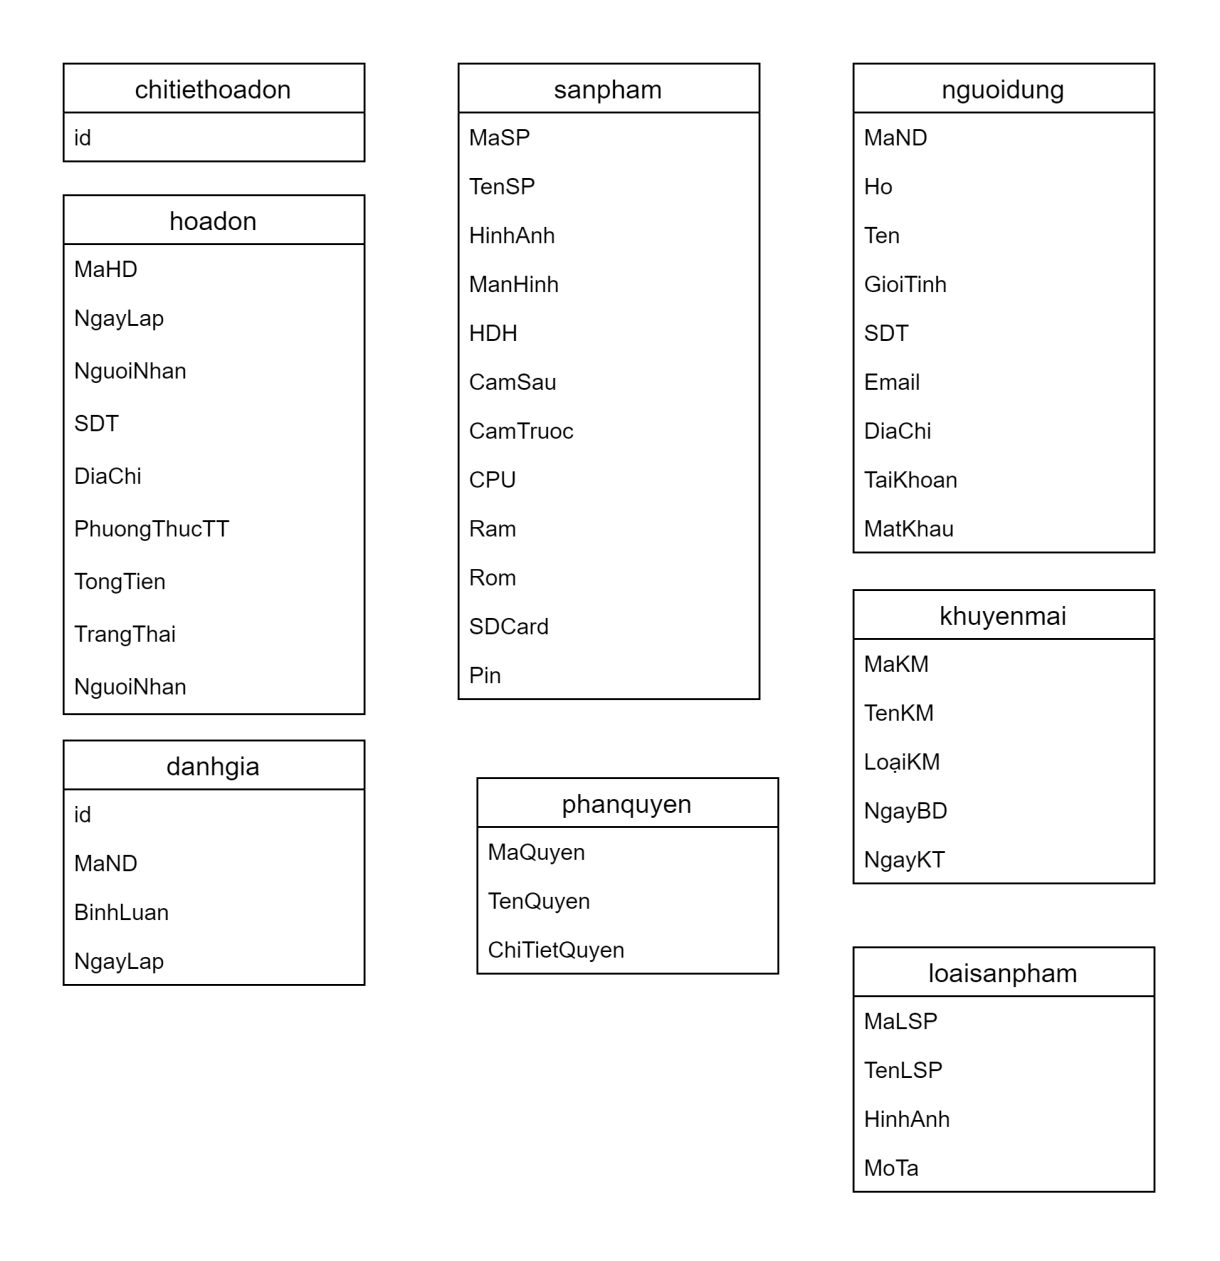 chitiethoadon
id
hoadon
MaHD
NgayLap
NguoiNhan
SDT
DiaChi
PhuongThucTT
TongTien
TrangThai
NguoiNhan
danhgia
id
MaND
BinhLuan
NgayLap
sanpham
MaSP
TenSP
HinhAnh
ManHinh
HDH
CamSau
CamTruoc
CPU
Ram
Rom
SDCard
Pin
phanquyen
MaQuyen
TenQuyen
ChiTietQuyen
nguoidung
MaND
Ho
Ten
GioiTinh
SDT
Email
DiaChi
TaiKhoan
MatKhau
khuyenmai
MaKM
TenKM
LoạiKM
NgayBD
NgayKT
loaisanpham
MaLSP
TenLSP
HinhAnh
MoTa